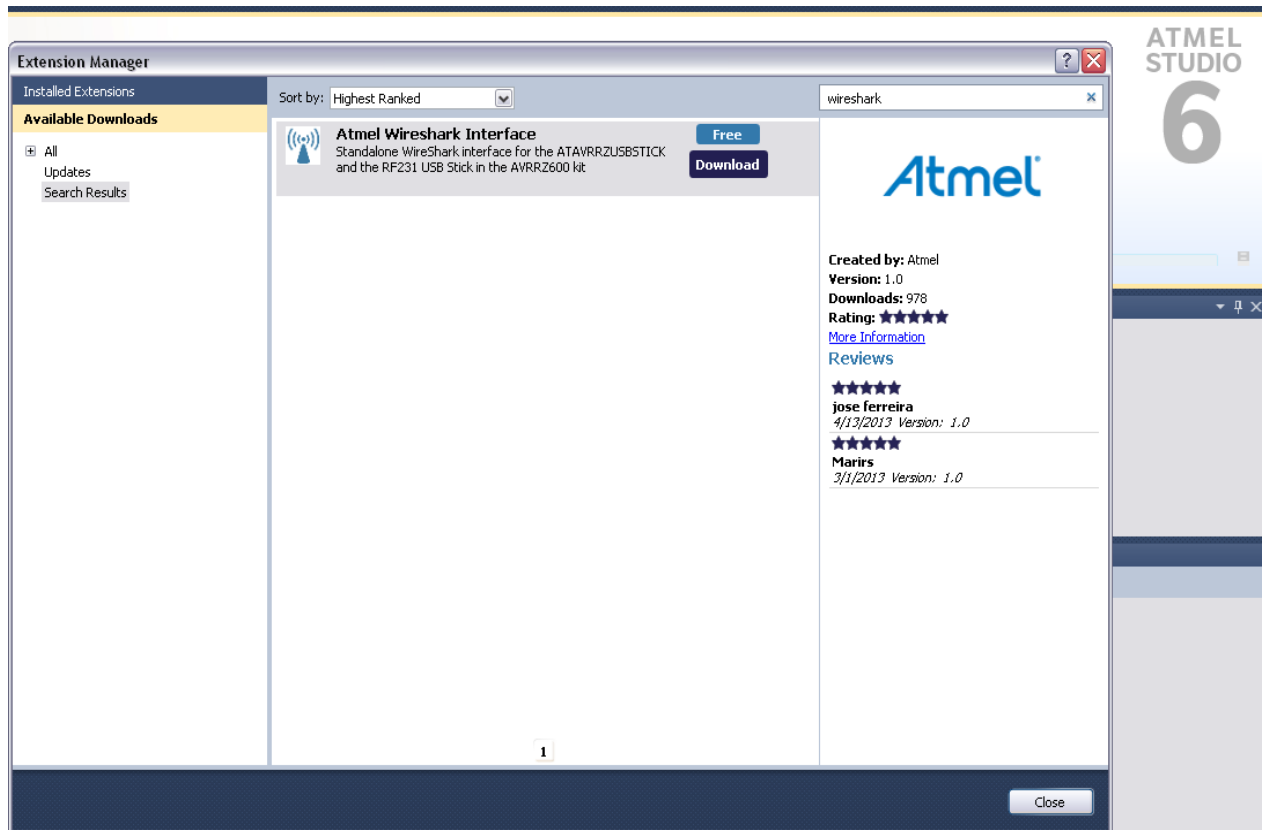 ATMEL
STUDIO
6
Extension Manager
?
Installed Extensions
Available Downloads
All
Updates
Search Results
Sort by: Highest Ranked
wireshark
Atmel Wireshark Interface
Standalone WireShark interface for the ATAVRRZUSBSTICK
and the RF231 USB Stick in the AVRRZ600 kit
Free
Download
1
Atmel
Created by: Atmel
Version: 1.0
Downloads: 978
Rating: ★★★★★
More Information
Reviews
★★★★★
jose ferreira
4/13/2013 Version: 1.0
★★★★★
Marirs
3/1/2013 Version: 1.0
Close